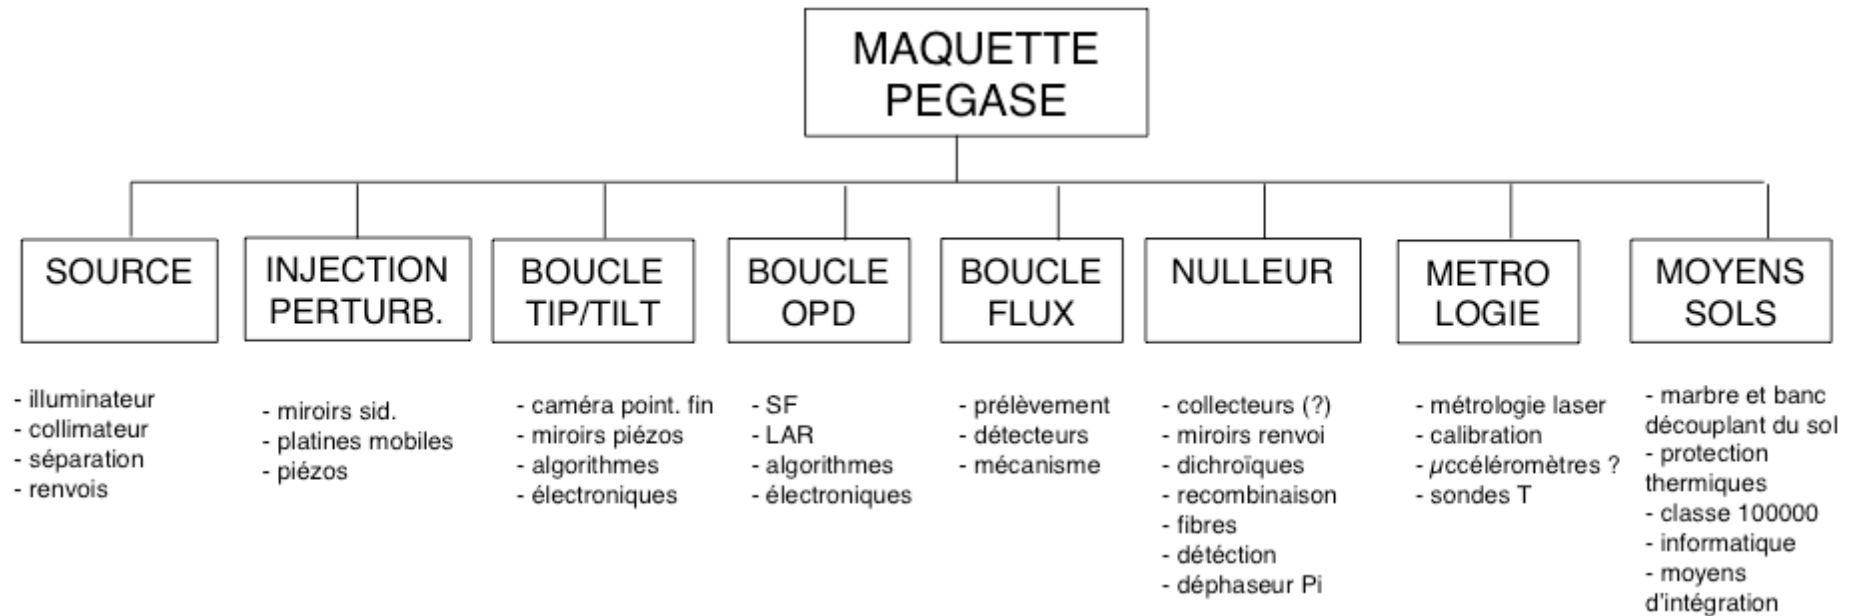 MAQUETTE
PEGASE
SOURCE
- illuminateur
- collimateur
- séparation
- renvois
INJECTION
PERTURB.
- miroirs sid.
- platines mobiles
- piézos
BOUCLE
TIP/TILT
- caméra point. fin
- miroirs piézos
- algorithmes
- électroniques
BOUCLE
OPD
- SF
- LAR
- algorithmes
- électroniques
BOUCLE
FLUX
- prélèvement
- détecteurs
- mécanisme
NULLEUR
- collecteurs (?)
- miroirs renvoi
- dichroïques
- recombinaison
- fibres
- détéction
- déphaseur Pi
METRO
LOGIE
- métrologie laser
- calibration
- µccéléromètres ?
- sondes T
MOYENS
SOLS
- marbre et banc
découplant du sol
- protection
thermiques
- classe 100000
- informatique
- moyens
d'intégration